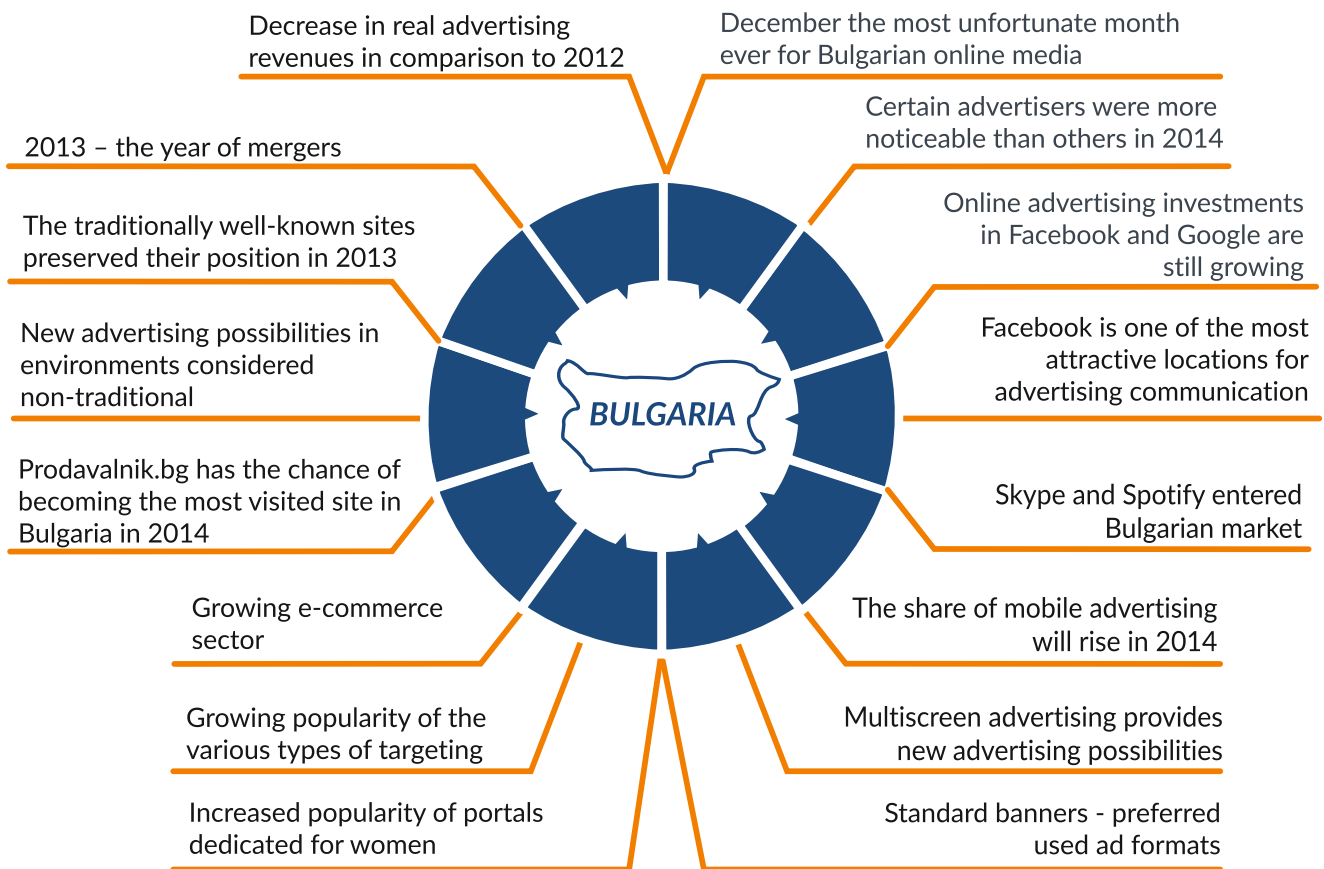 Decrease in real advertising
revenues in comparison to 2012
December the most unfortunate month
ever for Bulgarian online media
Certain advertisers were more
noticeable than others in 2014
2013 – the year of mergers
Online advertising investments
in Facebook and Google are
still growing
The traditionally well-known sites
preserved their position in 2013
Facebook is one of the most
attractive locations for
advertising communication
New advertising possibilities in
environments considered
non-traditional
BULGARIA
Prodavalnik.bg has the chance of
becoming the most visited site in
Bulgaria in 2014
Skype and Spotify entered
Bulgarian market
Growing e-commerce
sector
The share of mobile advertising
will rise in 2014
Growing popularity of the
various types of targeting
Multiscreen advertising provides
new advertising possibilities
Increased popularity of portals
dedicated for women
Standard banners - preferred
used ad formats